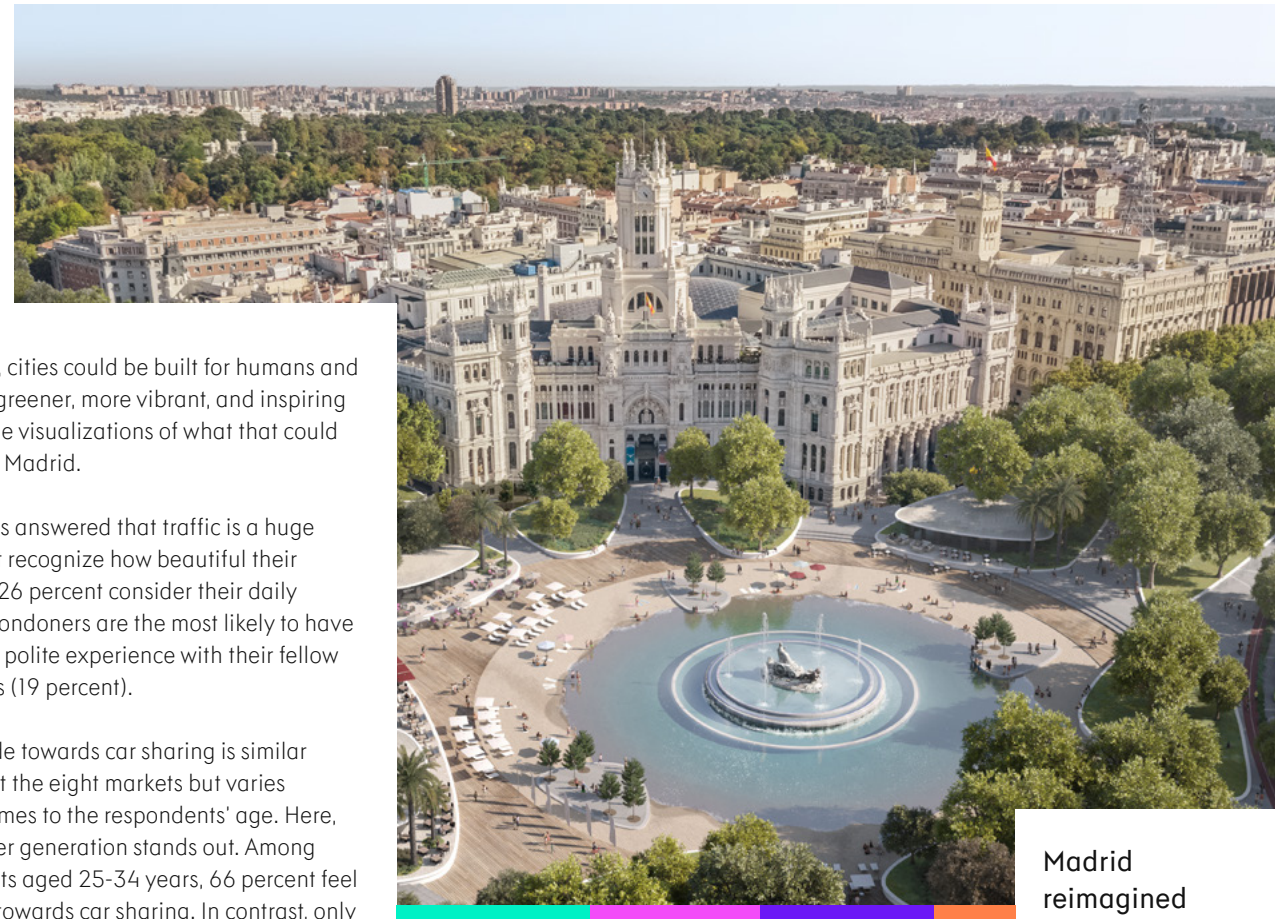 cities could be built for humans and
greener, more vibrant, and inspiring
e visualizations of what that could
Madrid.
s answered that traffic is a huge
recognize how beautiful their
26 percent consider their daily
ondoners are the most likely to have
polite experience with their fellow
s (19 percent).
le towards car sharing is similar
t the eight markets but varies
mes to the respondents' age. Here,
er generation stands out. Among
ts aged 25-34 years, 66 percent feel
towards car sharing. In contrast, only
Madrid
reimagined